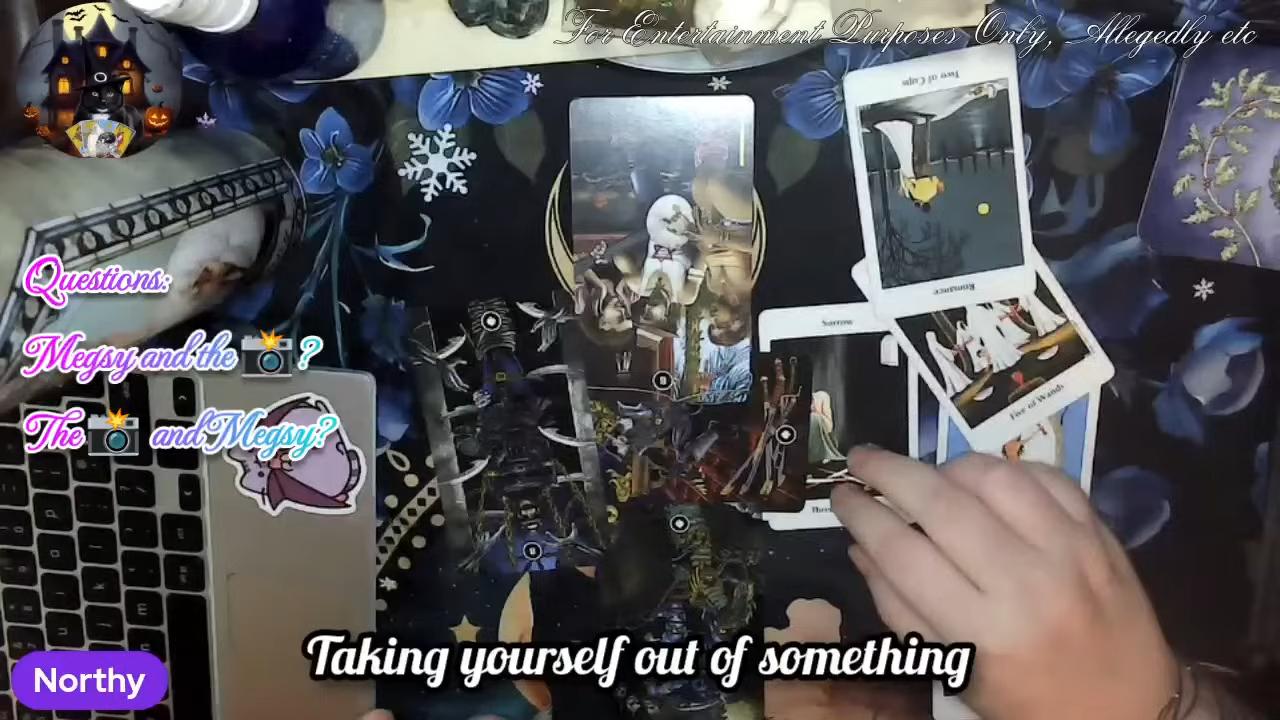 For Entertainment Purposes Only, Allegedly etc
Two of Cups
Romance
Questions:
Sorrow
Megsy and the 📸?
Five of Wands
The 📸 and Megsy?
Taking yourself out of something
Northy